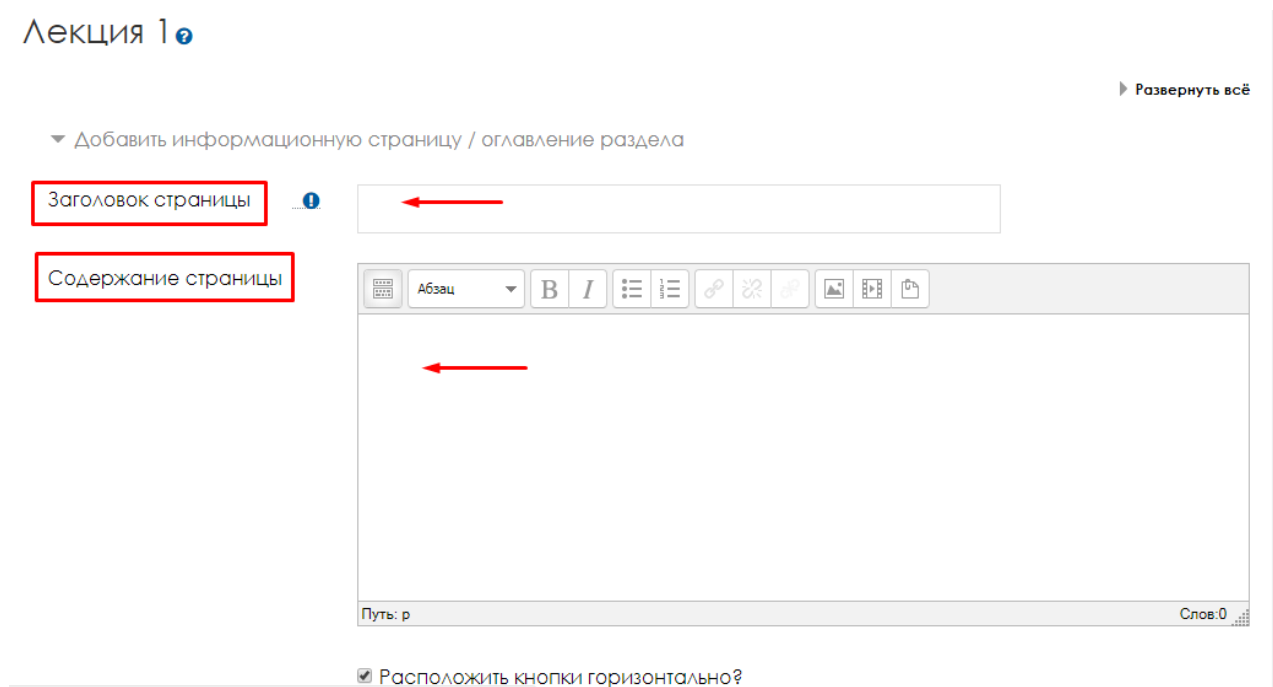 Лекция 1
Развернуть всё
Добавить информационную страницу / оглавление раздела
Заголовок страницы
Содержание страницы
Абзац B I
Путь: p Слов:0
Расположить кнопки горизонтально?